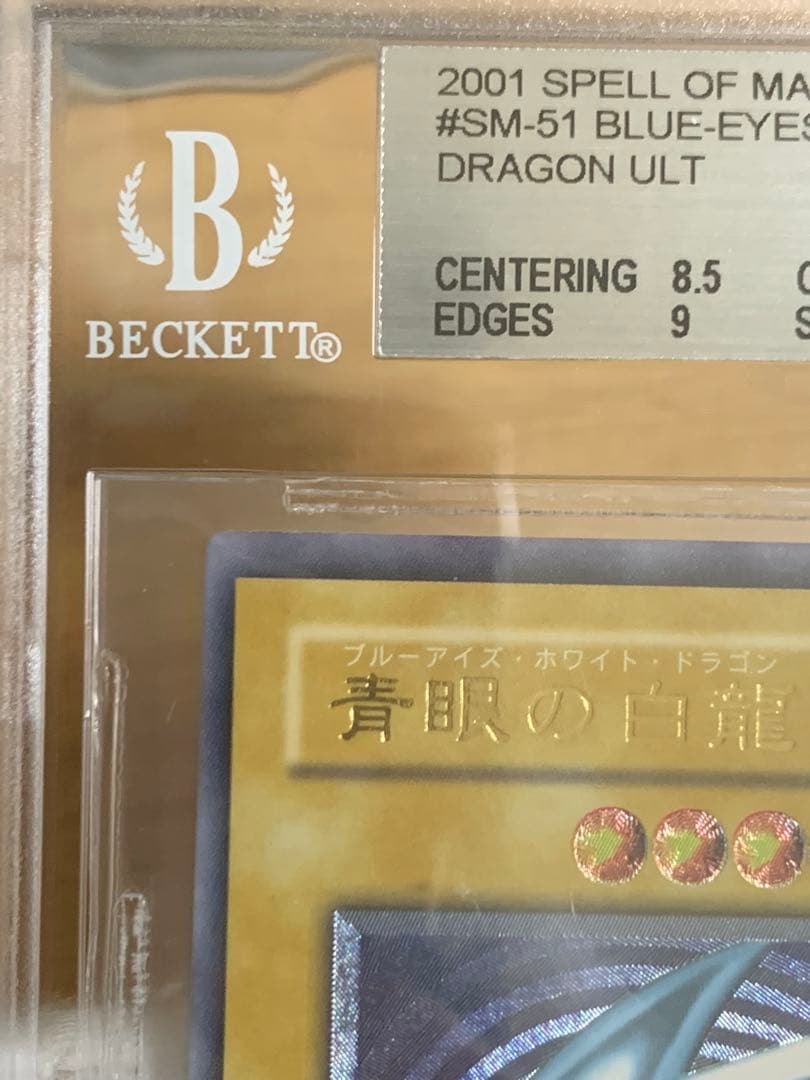 B
BECKETT®
2001 SPELL OF MA
#SM-51 BLUE-EYES
DRAGON ULT
CENTERING 8.5
EDGES 9
ブルーアイズ・ホワイト・ドラゴン
青眼の白龍